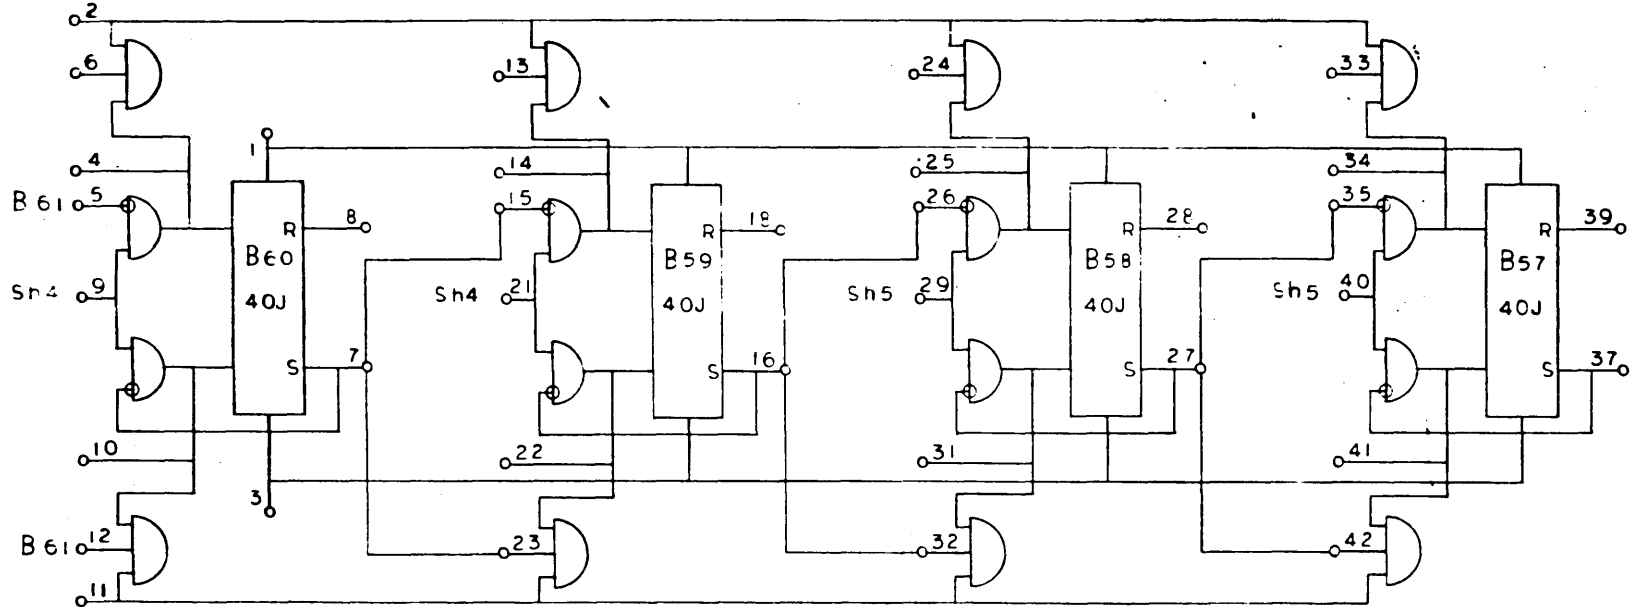 2
6 13 24 33
1
4 14 25 34
B61 5 15 26 35
R 8 R 18 R 28 R 39
B60 B59 B58 B57
Sh4 9 Sh4 21 Sh5 29 Sh5 40
40J 40J 40J 40J
S 7 S 16 S 27 S 37
10 22 31 41
3
B61 12 23 32 42
11